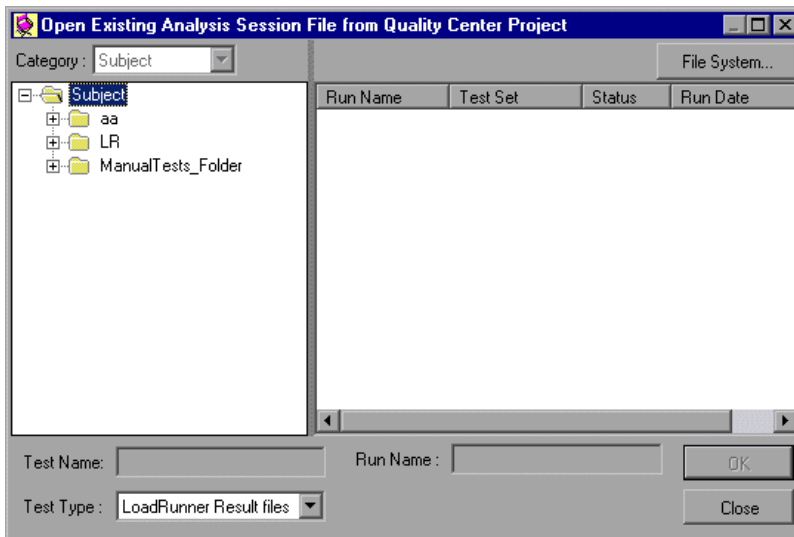 Open Existing Analysis Session File from Quality Center Project
Category : Subject
File System...
Subject
aa
LR
ManualTests_Folder
Run Name Test Set Status Run Date
Test Name:
Run Name :
OK
Test Type : LoadRunner Result files
Close